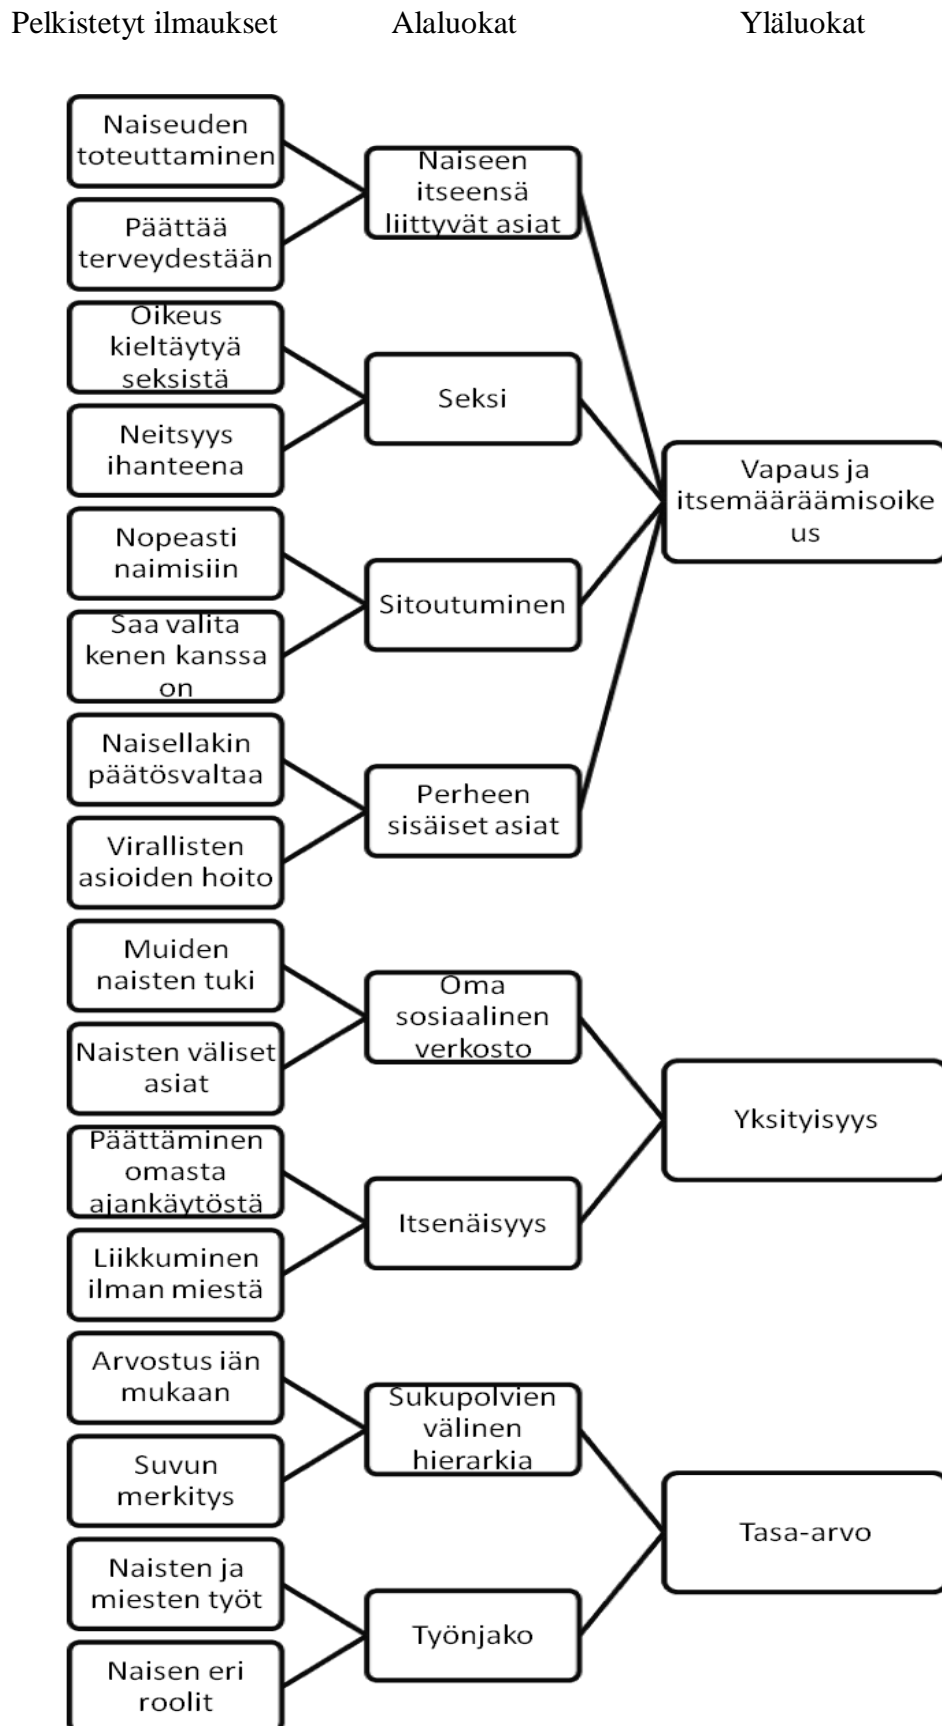 Pelkistetyt ilmaukset Alaluokat Yläluokat
Naiseuden
toteuttaminen
Päättää
terveydestään
Naiseen
itseensä
liittyvät asiat
Oikeus
kieltäytyä
seksistä
Neitsyys
ihanteena
Seksi
Nopeasti
naimisiin
Saa valita
kenen kanssa
on
Sitoutuminen
Naisellakin
päätösvaltaa
Virallisten
asioiden hoito
Perheen
sisäiset asiat
Vapaus ja
itsemääräämisoike
us
Muiden
naisten tuki
Naisten väliset
asiat
Oma
sosiaalinen
verkosto
Päättäminen
omasta
ajankäytöstä
Liikkuminen
ilman miestä
Itsenäisyys
Yksityisyys
Arvostus iän
mukaan
Suvun
merkitys
Sukupolvien
välinen
hierarkia
Naisten ja
miesten työt
Naisen eri
roolit
Työnjako
Tasa-arvo